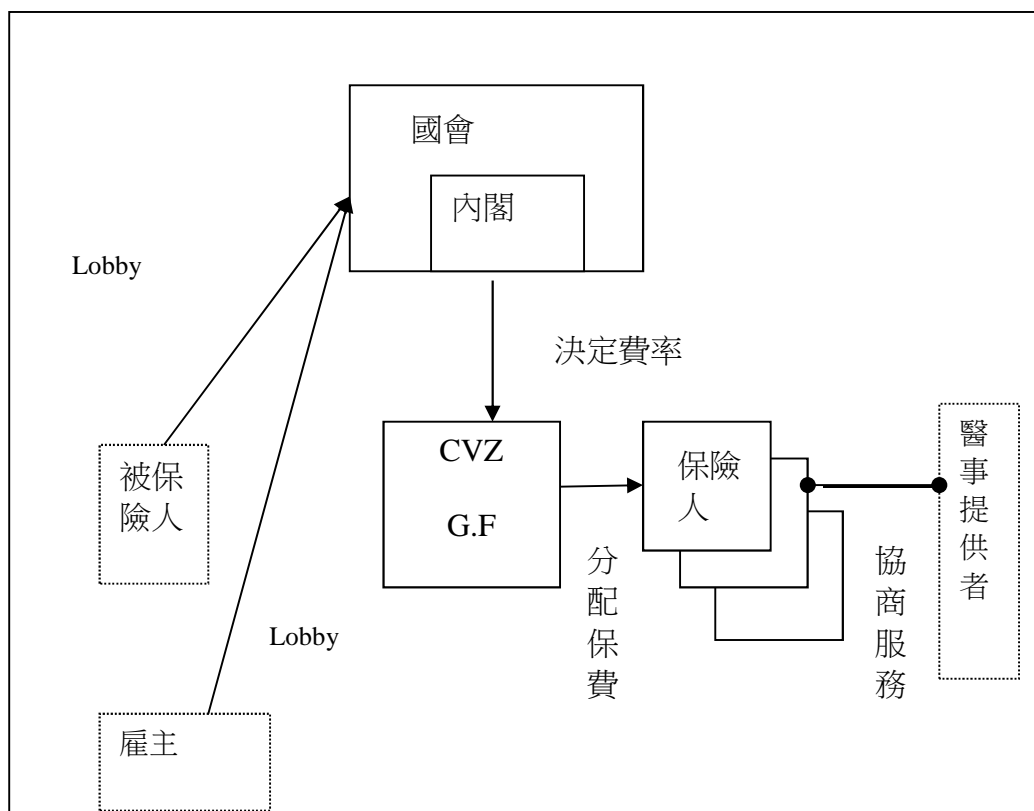 國會
內閣
Lobby
決定費率
CVZ
G.F
保險
人
醫
事
提
供
者
被保
險人
分
配
保
費
協
商
服
務
Lobby
雇主